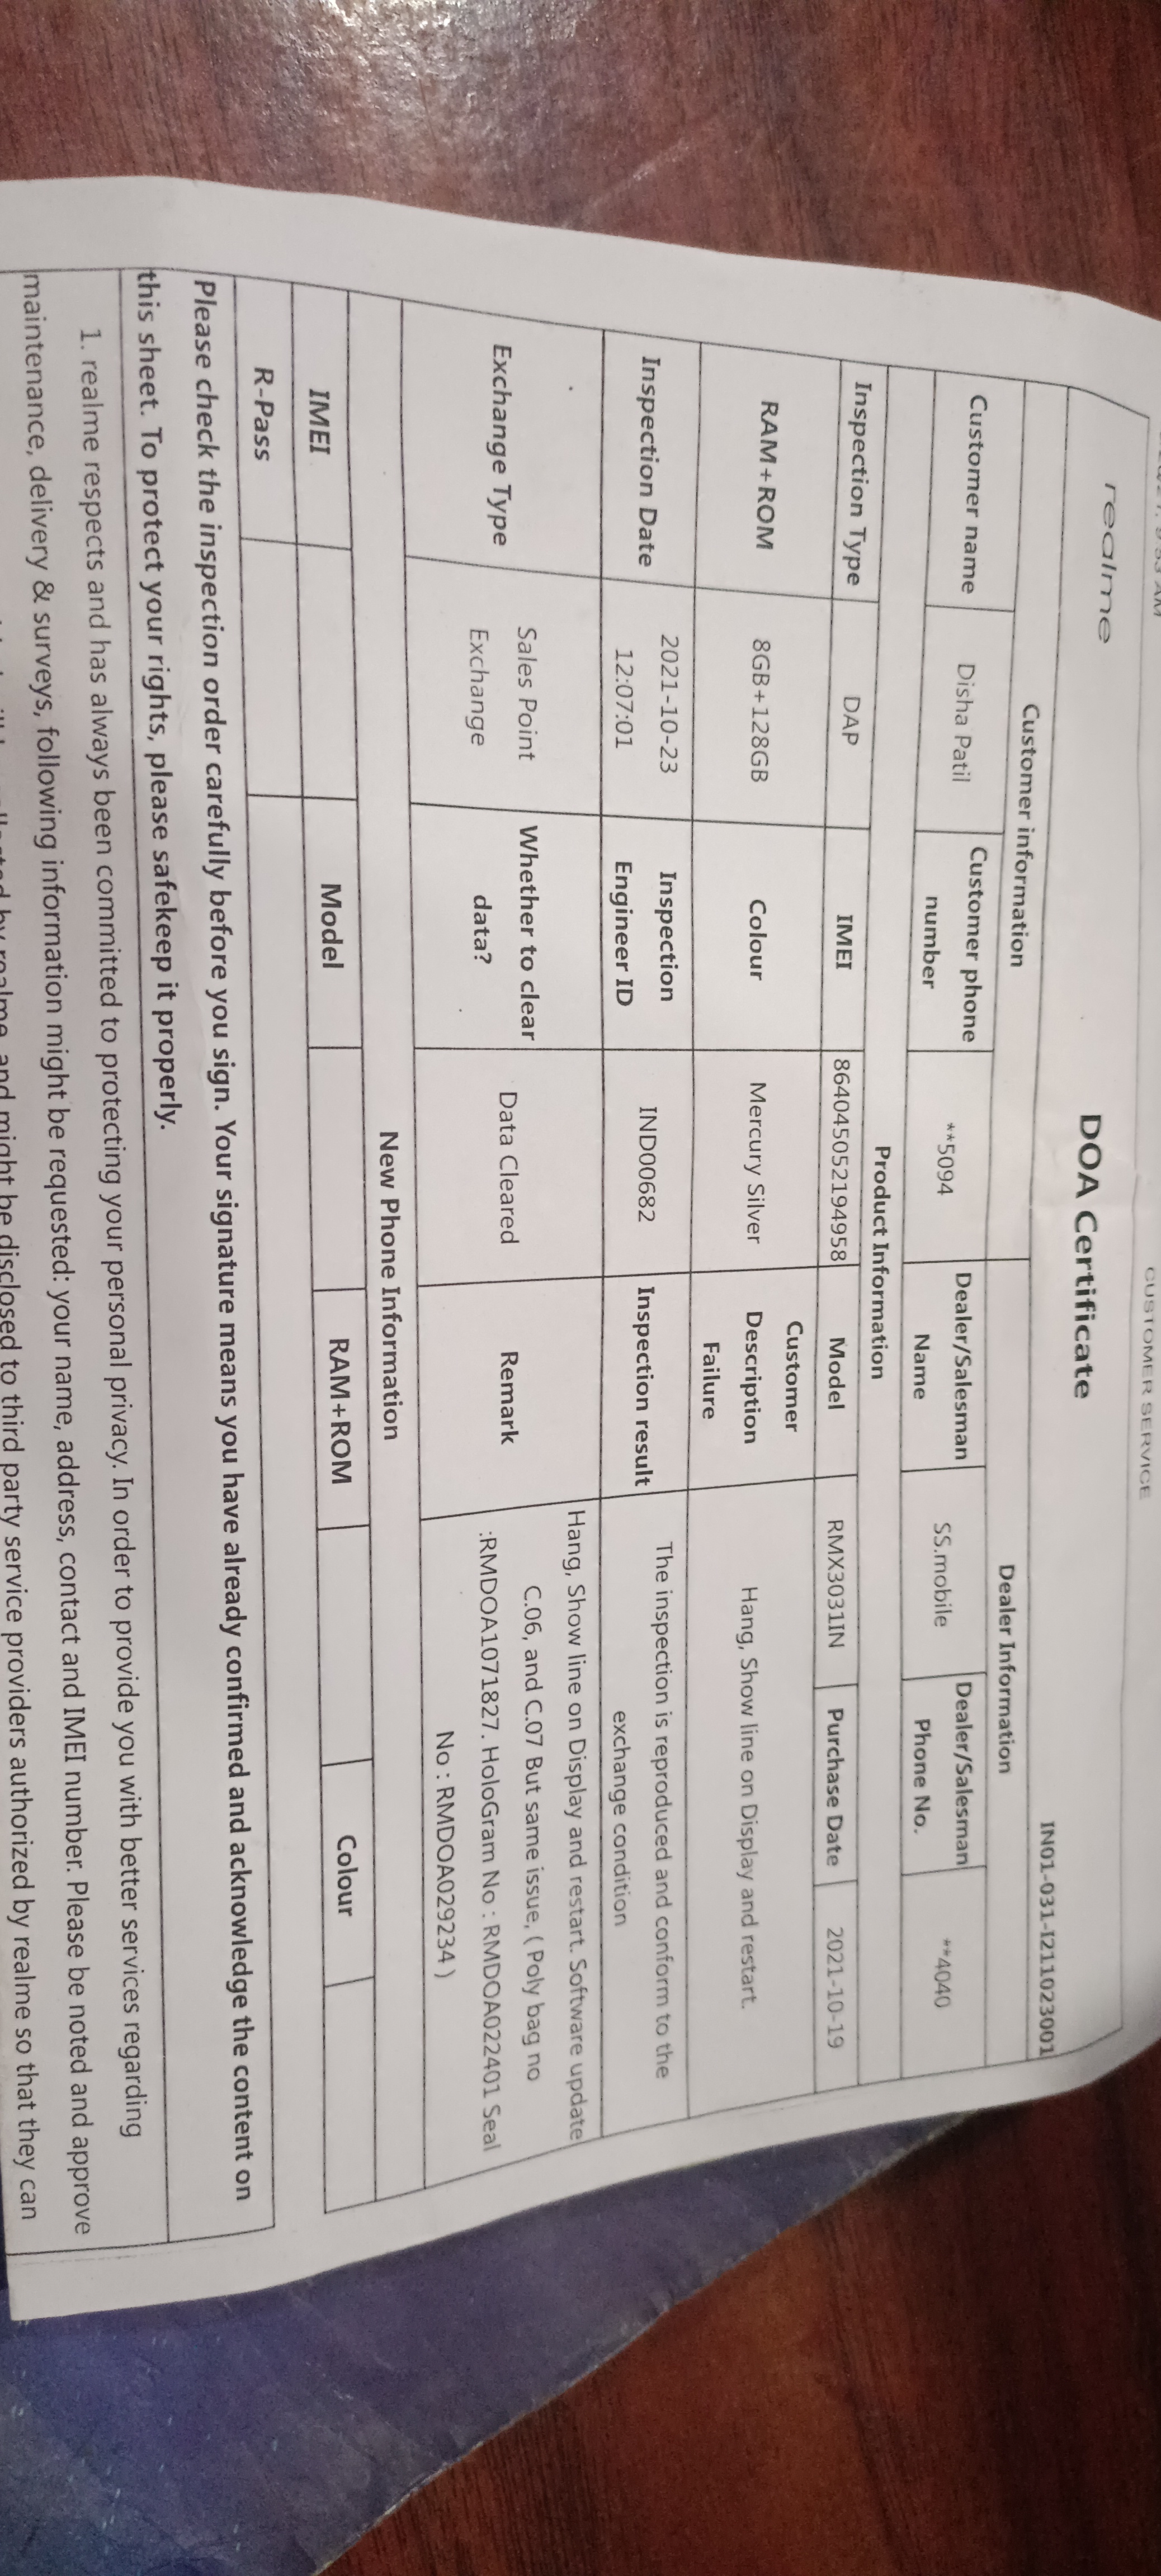 CUSTOMER SERVICE
realme
DOA Certificate
IN01-031-I211023001
Customer information
Dealer Information
Customer name
Disha Patil
Customer phone
number
**5094
Dealer/Salesman
Name
SS.mobile
Dealer/Salesman
Phone No.
**4040
Product Information
Inspection Type
DAP
IMEI
864045052194958
Model
RMX3031IN
Purchase Date
2021-10-19
RAM+ROM
8GB+128GB
Colour
Mercury Silver
Customer
Description
Failure
Hang, Show line on Display and restart.
Inspection Date
2021-10-23
12:07:01
Inspection
Engineer ID
IND00682
Inspection result
The inspection is reproduced and conform to the
exchange condition
Exchange Type
Sales Point
Exchange
Whether to clear
data?
Data Cleared
Remark
Hang, Show line on Display and restart. Software update
C.06, and C.07 But same issue, ( Poly bag no
:RMDOA1071827. HoloGram No : RMDOA022401 Seal
No : RMDOA029234 )
New Phone Information
IMEI
Model
RAM+ROM
Colour
R-Pass
Please check the inspection order carefully before you sign. Your signature means you have already confirmed and acknowledge the content on
this sheet. To protect your rights, please safekeep it properly.
1. realme respects and has always been committed to protecting your personal privacy. In order to provide you with better services regarding
maintenance, delivery & surveys, following information might be requested: your name, address, contact and IMEI number. Please be noted and approve
by realme and might be disclosed to third party service providers authorized by realme so that they can